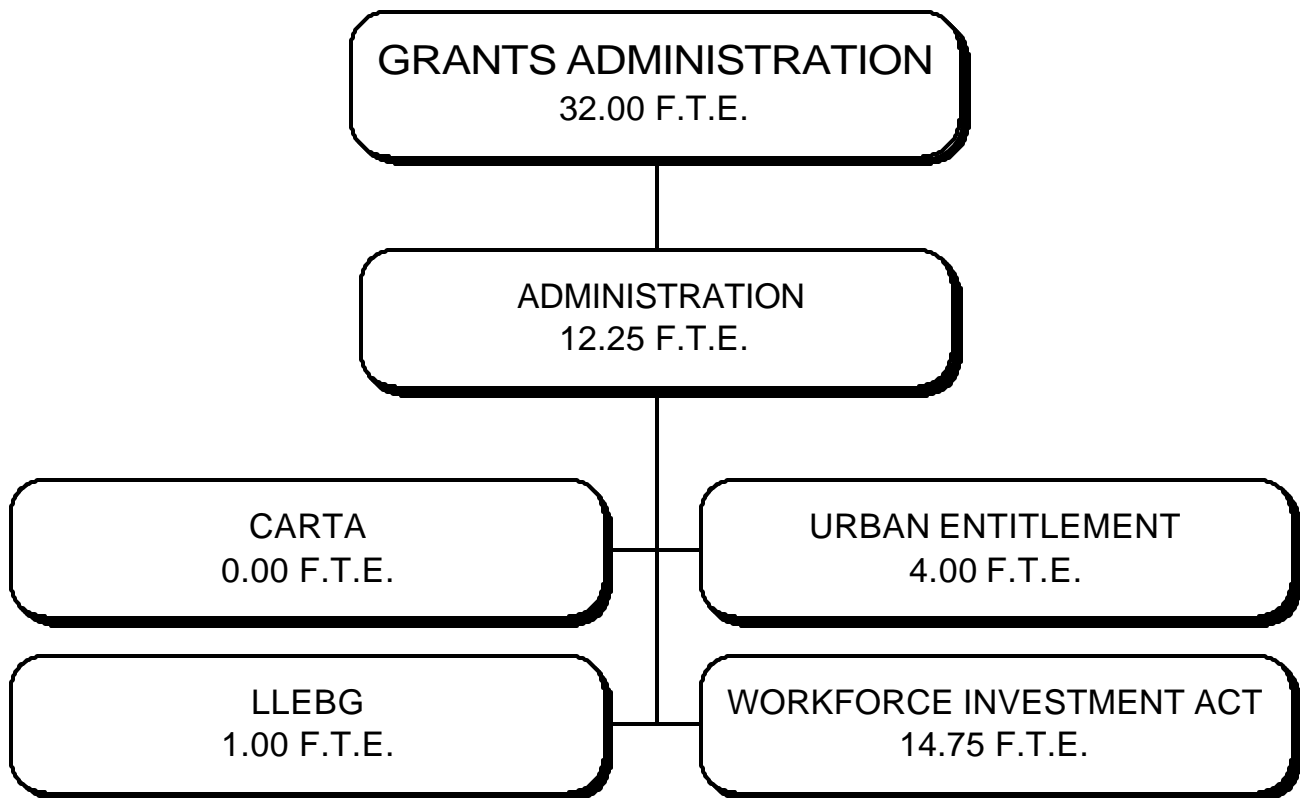 GRANTS ADMINISTRATION
32.00 F.T.E.
ADMINISTRATION
12.25 F.T.E.
CARTA
0.00 F.T.E.
URBAN ENTITLEMENT
4.00 F.T.E.
LLEBG
1.00 F.T.E.
WORKFORCE INVESTMENT ACT
14.75 F.T.E.